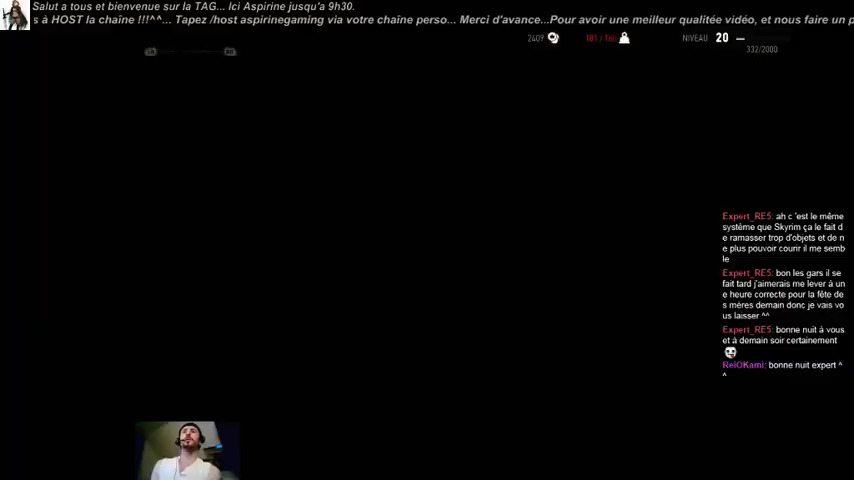 Salut a tous et bienvenue sur la TAG... Ici Aspirine jusqu'a 9h30.
s à HOST la chaîne !!!^^... Tapez /host aspirinegaming via votre chaîne perso... Merci d'avance...Pour avoir une meilleur qualitée vidéo, et nous faire un p
2409 181 / 160 NIVEAU 20
332/2000
Expert_RE5: ah c 'est le même
système que Skyrim ça le fait d
e ramasser trop d'objets et de n
e plus pouvoir courir il me semb
le
Expert_RE5: bon les gars il se
fait tard j'aimerais me lever à un
e heure correcte pour la fête de
s mères demain donc je vais vo
us laisser ^^
Expert_RE5: bonne nuit à vous
et à demain soir certainement
ReiOKami: bonne nuit expert ^
^